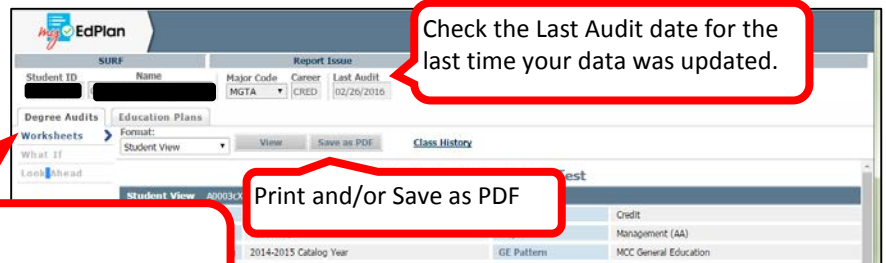 my EdPlan
Check the Last Audit date for the
last time your data was updated.
SURF Report Issue
Student ID Name Major Code Career Last Audit
MGTA CRED 02/26/2016
Degree Audits Education Plans
Worksheets Format:
Student View View Save as PDF Class History
What If
Look Ahead
Print and/or Save as PDF
Student View
Credit
Management (AA)
2014-2015 Catalog Year GE Pattern MCC General Education